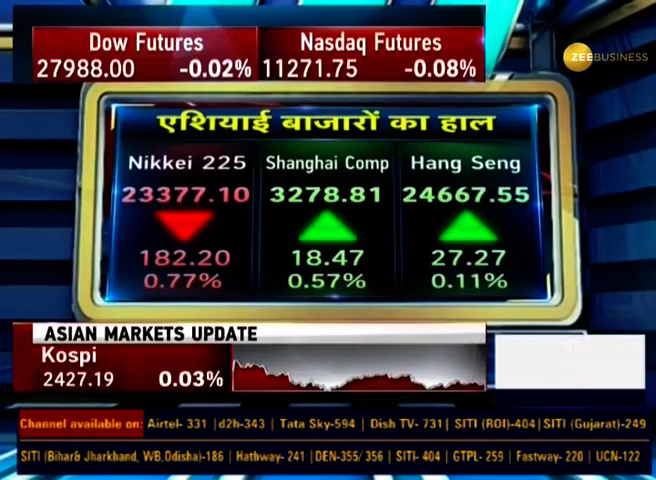 Dow Futures
27988.00 -0.02%
Nasdaq Futures
11271.75 -0.08%
ZEE BUSINESS
एशियाई बाजारों का हाल
Nikkei 225 Shanghai Comp Hang Seng
23377.10 3278.81 24667.55
182.20 18.47 27.27
0.77% 0.57% 0.11%
ASIAN MARKETS UPDATE
Kospi
2427.19 0.03%
Channel available on: Airtel- 331 | d2h-343 | Tata Sky-594 | Dish TV- 731 | SITI (ROI)-404 | SITI (Gujarat)-249
SITI (Bihar& Jharkhand, WB,Odisha)-186 | Hathway- 241 | DEN-355/ 356 | SITI- 404 | GTPL- 259 | Fastway- 220 | UCN-122